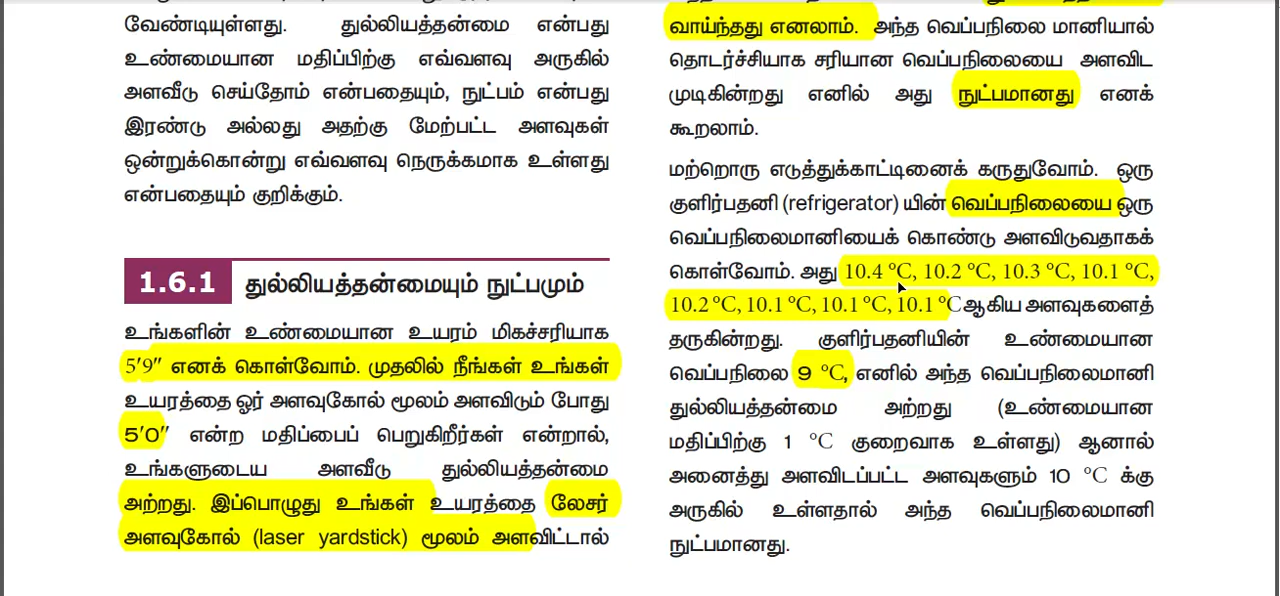 வேண்டியுள்ளது. துல்லியத்தன்மை என்பது
உண்மையான மதிப்பிற்கு எவ்வளவு அருகில்
அளவீடு செய்தோம் என்பதையும், நுட்பம் என்பது
இரண்டு அல்லது அதற்கு மேற்பட்ட அளவுகள்
ஒன்றுக்கொன்று எவ்வளவு நெருக்கமாக உள்ளது
என்பதையும் குறிக்கும்.
1.6.1 துல்லியத்தன்மையும் நுட்பமும்
உங்களின் உண்மையான உயரம் மிகச்சரியாக
5′9″ எனக் கொள்வோம். முதலில் நீங்கள் உங்கள்
உயரத்தை ஓர் அளவுகோல் மூலம் அளவிடும் போது
5′0″ என்ற மதிப்பைப் பெறுகிறீர்கள் என்றால்,
உங்களுடைய அளவீடு துல்லியத்தன்மை
அற்றது. இப்பொழுது உங்கள் உயரத்தை லேசர்
அளவுகோல் (laser yardstick) மூலம் அளவிட்டால்
வாய்ந்தது எனலாம். அந்த வெப்பநிலை மானியால்
தொடர்ச்சியாக சரியான வெப்பநிலையை அளவிட
முடிகின்றது எனில் அது நுட்பமானது எனக்
கூறலாம்.
மற்றொரு எடுத்துக்காட்டினைக் கருதுவோம். ஒரு
குளிர்பதனி (refrigerator) யின் வெப்பநிலையை ஒரு
வெப்பநிலைமானியைக் கொண்டு அளவிடுவதாகக்
கொள்வோம். அது 10.4 °C, 10.2 °C, 10.3 °C, 10.1 °C,
10.2 °C, 10.1 °C, 10.1 °C, 10.1 °C ஆகிய அளவுகளைத்
தருகின்றது. குளிர்பதனியின் உண்மையான
வெப்பநிலை 9 °C, எனில் அந்த வெப்பநிலைமானி
துல்லியத்தன்மை அற்றது (உண்மையான
மதிப்பிற்கு 1 °C குறைவாக உள்ளது) ஆனால்
அனைத்து அளவிடப்பட்ட அளவுகளும் 10 °C க்கு
அருகில் உள்ளதால் அந்த வெப்பநிலைமானி
நுட்பமானது.